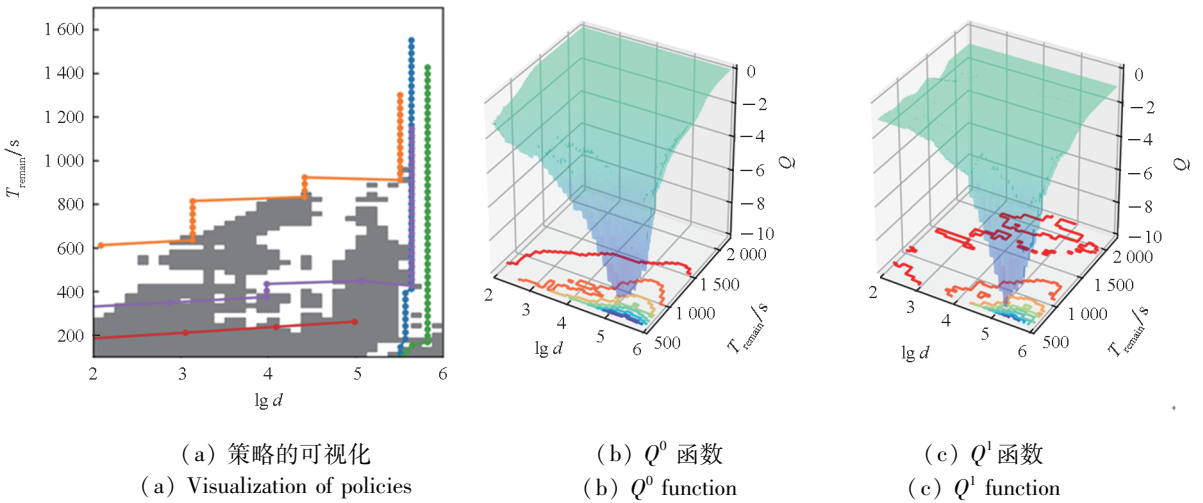 1 600
1 400
1 200
1 000
800
600
400
200
T remain/s
2 3 4 5 6
lg d
0
−2
−4
−6
−8
−10
Q
2 000
1 500
1 000
500
T remain/s
2 3 4 5 6
lg d
0
−2
−4
−6
−8
−10
Q
2 000
1 500
1 000
500
T remain/s
2 3 4 5 6
lg d
(a) 策略的可视化
(a) Visualization of policies
(b) Q⁰ 函数
(b) Q⁰ function
(c) Q¹ 函数
(c) Q¹ function